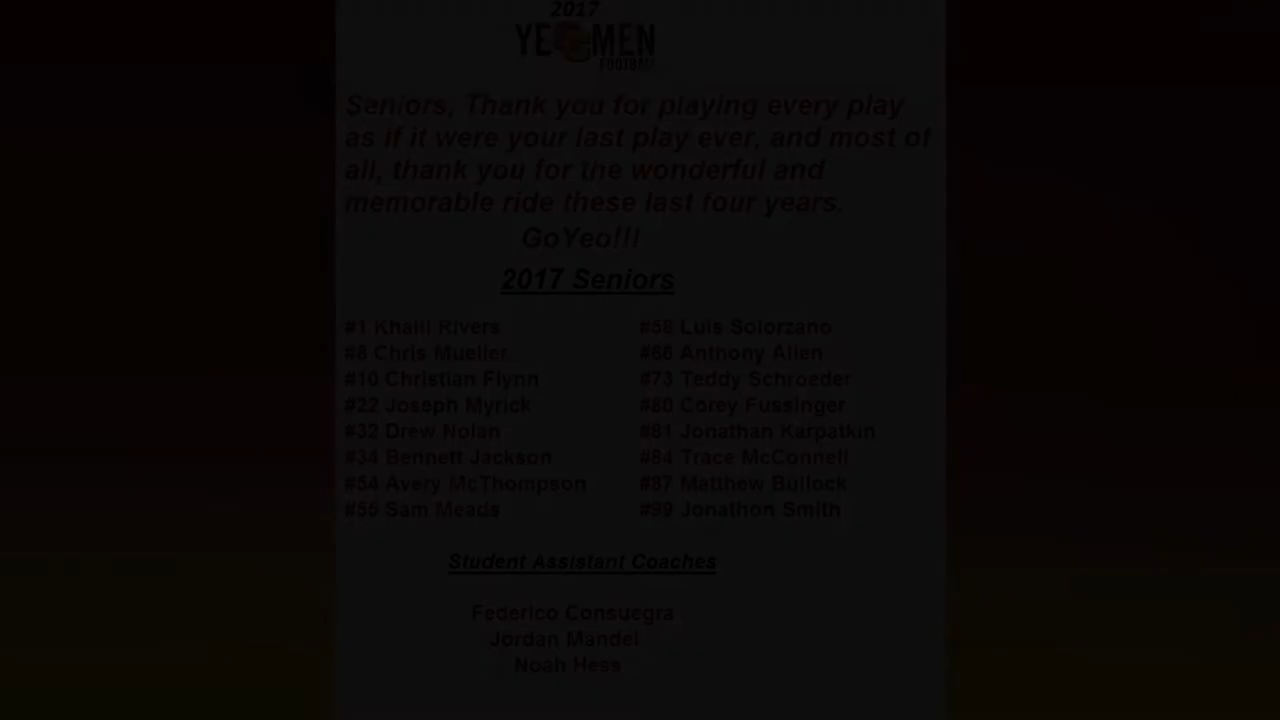 2017
YEOMEN
FOOTBALL
Seniors, Thank you for playing every play
as if it were your last play ever, and most of
all, thank you for the wonderful and
memorable ride these last four years.
GoYeo!!!
2017 Seniors
#1 Khalil Rivers
#8 Chris Mueller
#10 Christian Flynn
#22 Joseph Myrick
#32 Drew Nolan
#34 Bennett Jackson
#54 Avery McThompson
#56 Sam Meads
#58 Luis Solorzano
#66 Anthony Allen
#73 Teddy Schroeder
#80 Corey Fussinger
#81 Jonathan Karpatkin
#84 Trace McConnell
#87 Matthew Bullock
#99 Jonathon Smith
Student Assistant Coaches
Federico Consuegra
Jordan Mandel
Noah Hess